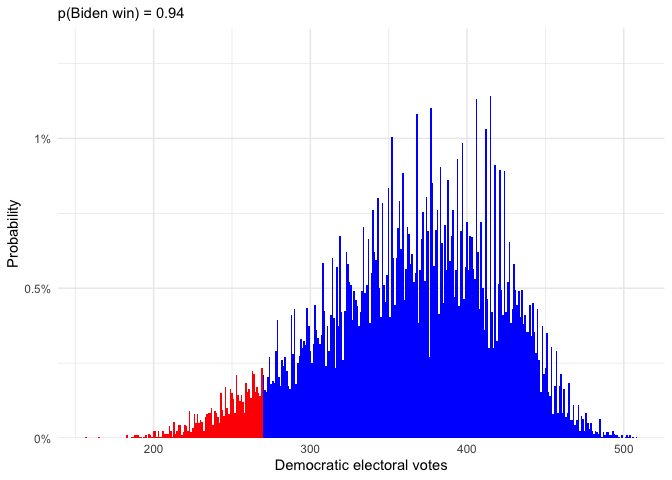 p(Biden win) = 0.94
1%
0.5%
0%
Probability
200 300 400 500
Democratic electoral votes